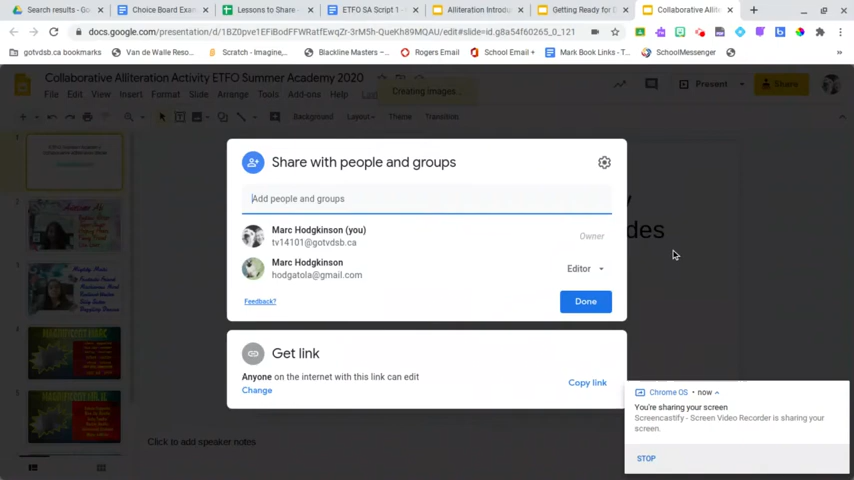 Search results - Go
Choice Board Exam
Lessons to Share -
ETFO SA Script 1 -
Alliteration Introdu
Getting Ready for D
Collaborative Allite
docs.google.com/presentation/d/1BZ0pve1EFiBodFFWRatfEwqZr-3rM5h-QueKh89MQAU/edit#slide=id.g8a54f60265_0_121
gotvdsb.ca bookmarks
Van de Walle Reso...
Scratch - Imagine,...
Blackline Masters -...
Rogers Email
School Email +
Mark Book Links - T...
SchoolMessenger
»
Collaborative Alliteration Activity ETFO Summer Academy 2020
Creating images...
Present
Share
File Edit View Insert Format Slide Arrange Tools Add-ons Help
Background Layout Theme Transition
Share with people and groups
Add people and groups
Marc Hodgkinson (you)
tv14101@gotvdsb.ca
Owner
Marc Hodgkinson
hodgatola@gmail.com
Editor
Feedback?
Done
Get link
Anyone on the internet with this link can edit
Change
Copy link
des
Chrome OS • now
You're sharing your screen
Screencastify - Screen Video Recorder is sharing your
screen.
STOP
Click to add speaker notes